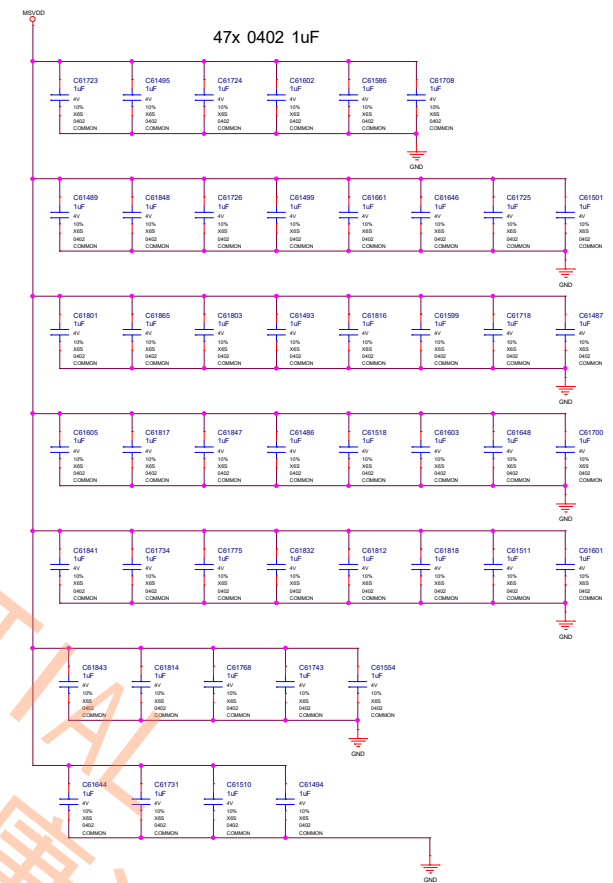 MSVDD
47x 0402 1uF
C61723 C61495 C61724 C61602 C61586 C61708
1uF 1uF 1uF 1uF 1uF 1uF
4V 4V 4V 4V 4V 4V
10% 10% 10% 10% 10% 10%
X6S X6S X6S X6S X6S X6S
0402 0402 0402 0402 0402 0402
COMMON COMMON COMMON COMMON COMMON COMMON
GND
C61489 C61848 C61726 C61499 C61661 C61646 C61725 C61501
1uF 1uF 1uF 1uF 1uF 1uF 1uF 1uF
4V 4V 4V 4V 4V 4V 4V 4V
10% 10% 10% 10% 10% 10% 10% 10%
X6S X6S X6S X6S X6S X6S X6S X6S
0402 0402 0402 0402 0402 0402 0402 0402
COMMON COMMON COMMON COMMON COMMON COMMON COMMON COMMON
GND
C61801 C61865 C61803 C61493 C61816 C61599 C61718 C61487
1uF 1uF 1uF 1uF 1uF 1uF 1uF 1uF
4V 4V 4V 4V 4V 4V 4V 4V
10% 10% 10% 10% 10% 10% 10% 10%
X6S X6S X6S X6S X6S X6S X6S X6S
0402 0402 0402 0402 0402 0402 0402 0402
COMMON COMMON COMMON COMMON COMMON COMMON COMMON COMMON
GND
C61605 C61817 C61847 C61486 C61518 C61603 C61648 C61700
1uF 1uF 1uF 1uF 1uF 1uF 1uF 1uF
4V 4V 4V 4V 4V 4V 4V 4V
10% 10% 10% 10% 10% 10% 10% 10%
X6S X6S X6S X6S X6S X6S X6S X6S
0402 0402 0402 0402 0402 0402 0402 0402
COMMON COMMON COMMON COMMON COMMON COMMON COMMON COMMON
GND
C61841 C61734 C61775 C61832 C61812 C61818 C61511 C61601
1uF 1uF 1uF 1uF 1uF 1uF 1uF 1uF
4V 4V 4V 4V 4V 4V 4V 4V
10% 10% 10% 10% 10% 10% 10% 10%
X6S X6S X6S X6S X6S X6S X6S X6S
0402 0402 0402 0402 0402 0402 0402 0402
COMMON COMMON COMMON COMMON COMMON COMMON COMMON COMMON
GND
C61843 C61814 C61768 C61743 C61554
1uF 1uF 1uF 1uF 1uF
4V 4V 4V 4V 4V
10% 10% 10% 10% 10%
X6S X6S X6S X6S X6S
0402 0402 0402 0402 0402
COMMON COMMON COMMON COMMON COMMON
GND
C61644 C61731 C61510 C61494
1uF 1uF 1uF 1uF
4V 4V 4V 4V
10% 10% 10% 10%
X6S X6S X6S X6S
0402 0402 0402 0402
COMMON COMMON COMMON COMMON
GND
TIAL